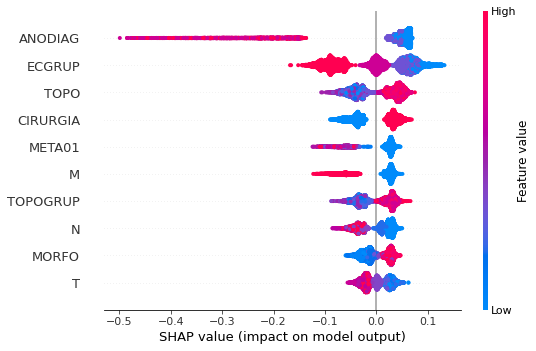 High
ANODIAG
ECGRUP
TOPO
CIRURGIA
META01
M
TOPOGRUP
N
MORFO
T
Feature value
Low
−0.5 −0.4 −0.3 −0.2 −0.1 0.0 0.1
SHAP value (impact on model output)